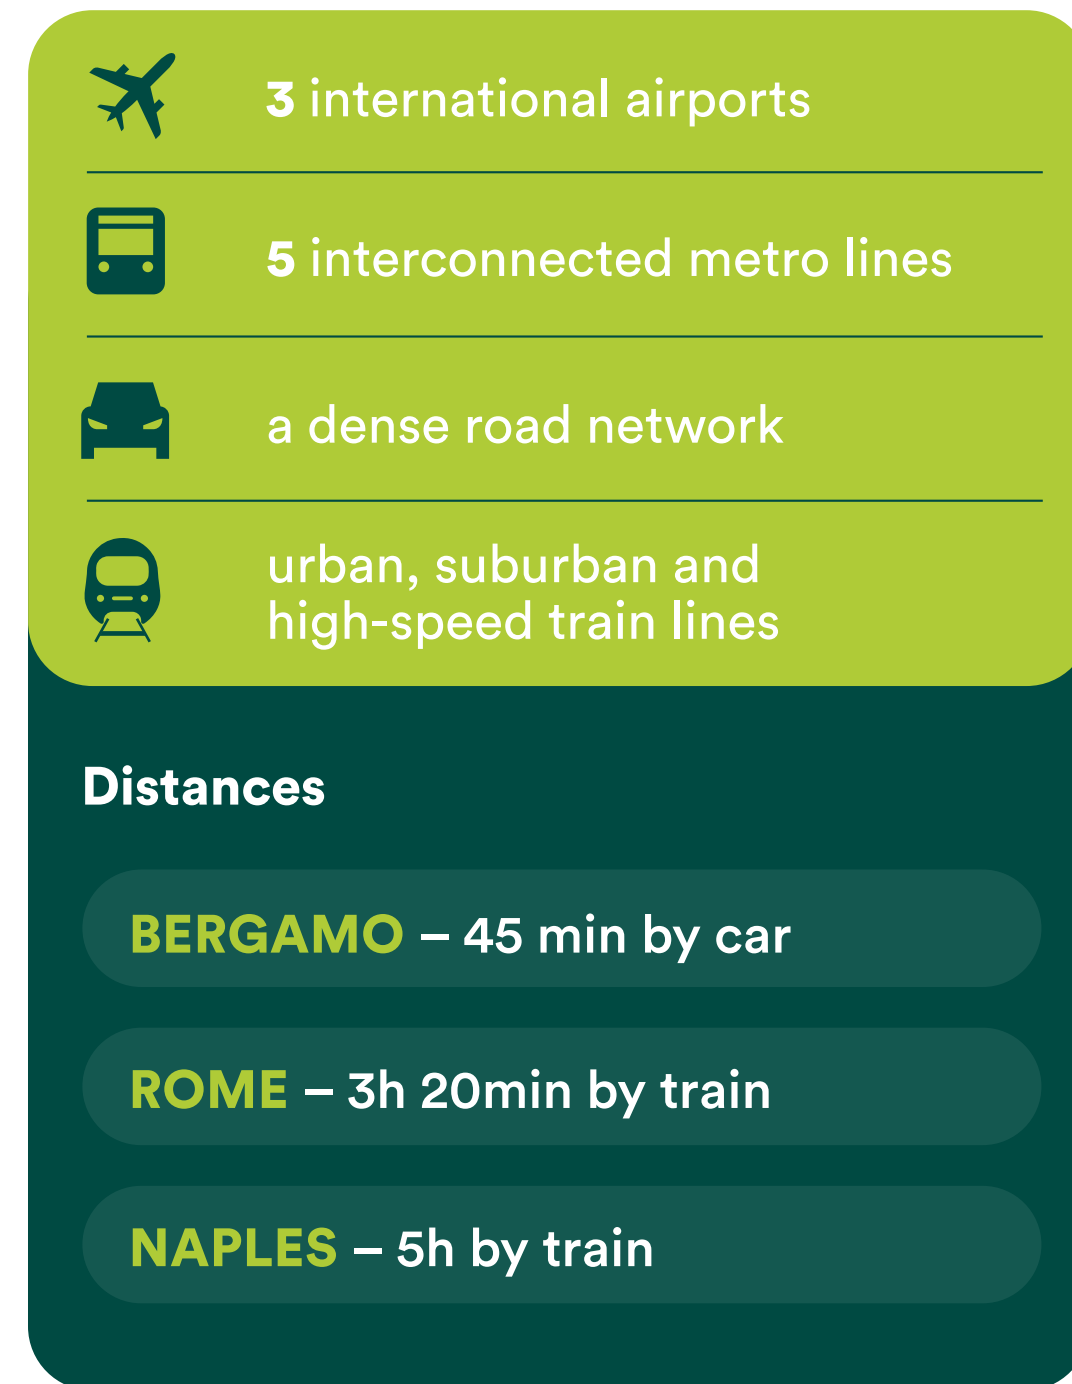 3 international airports
5 interconnected metro lines
a dense road network
urban, suburban and
high-speed train lines
Distances
BERGAMO – 45 min by car
ROME – 3h 20min by train
NAPLES – 5h by train